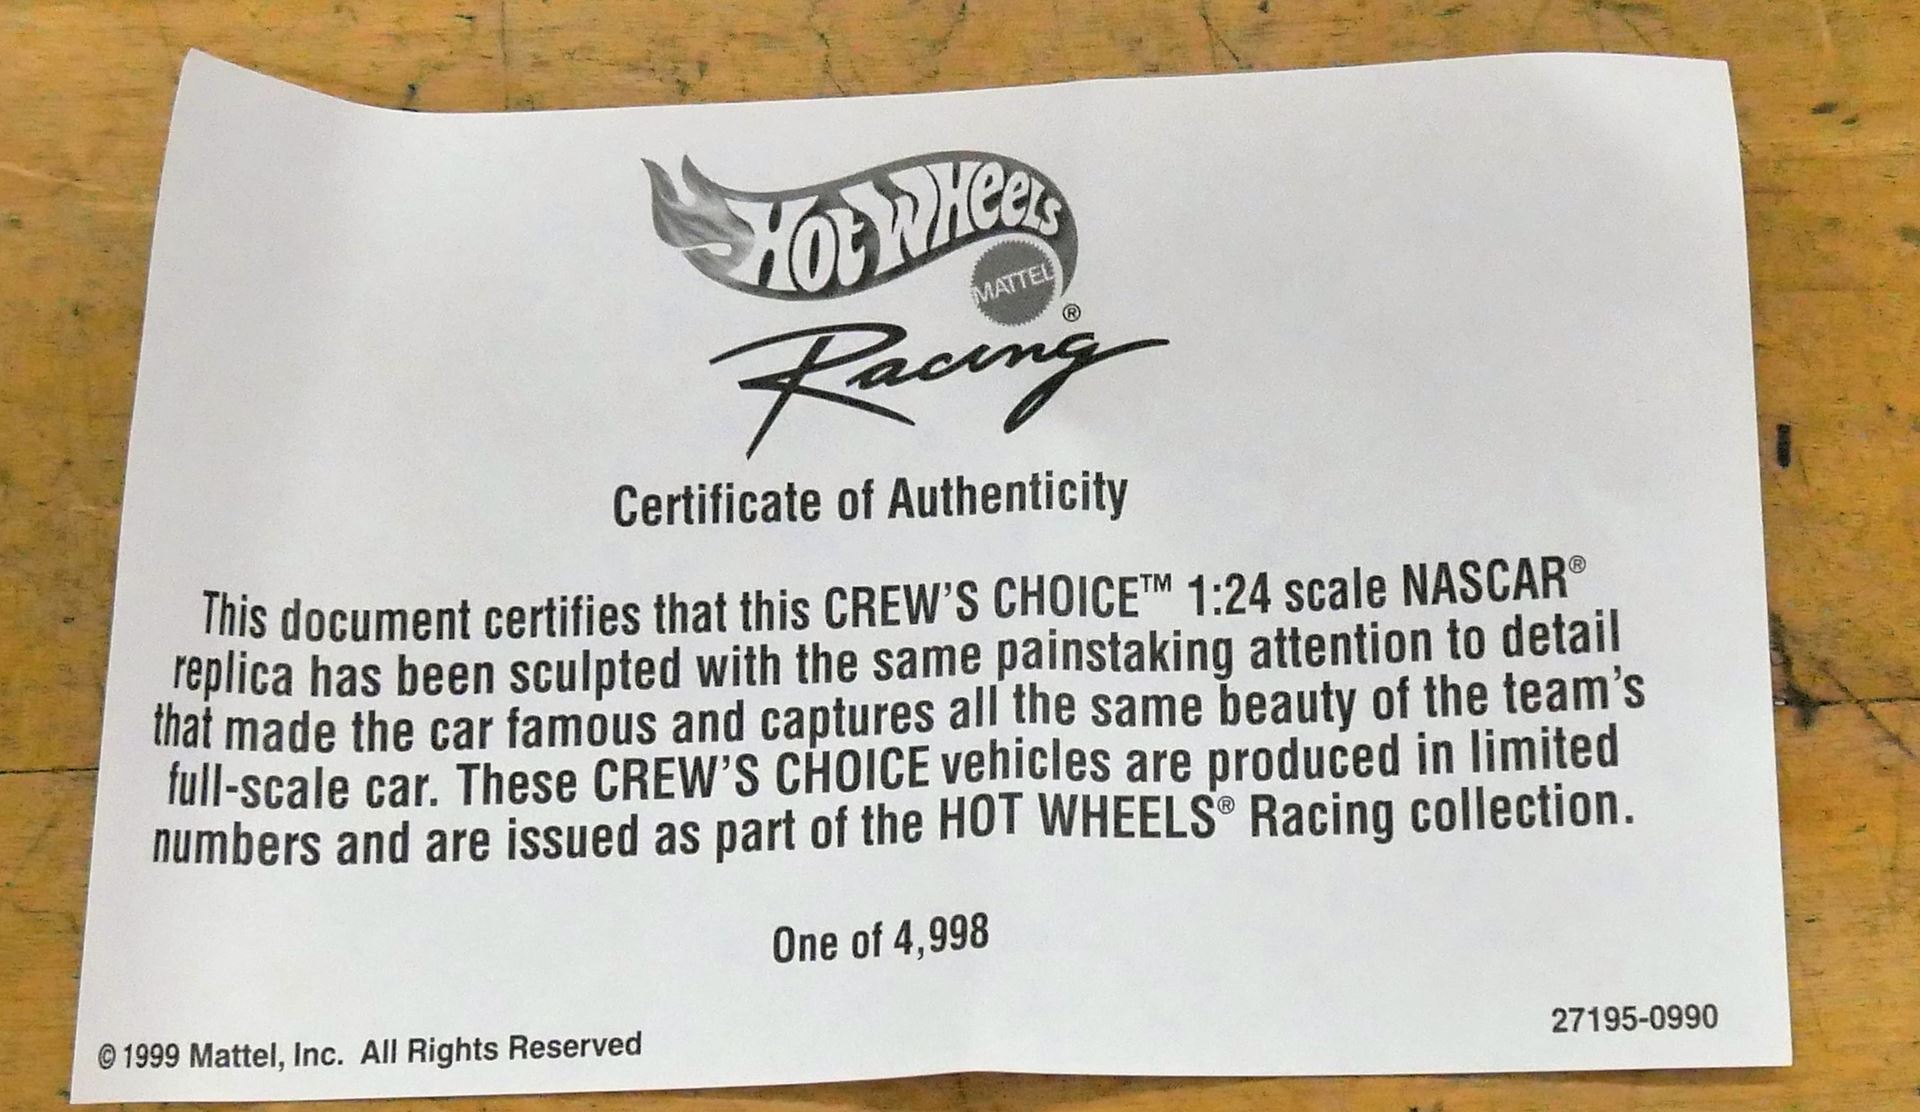 Hot Wheels
MATTEL
®
Racing
Certificate of Authenticity
This document certifies that this CREW'S CHOICE™ 1:24 scale NASCAR®
replica has been sculpted with the same painstaking attention to detail
that made the car famous and captures all the same beauty of the team's
full-scale car. These CREW'S CHOICE vehicles are produced in limited
numbers and are issued as part of the HOT WHEELS® Racing collection.
One of 4,998
27195-0990
© 1999 Mattel, Inc. All Rights Reserved